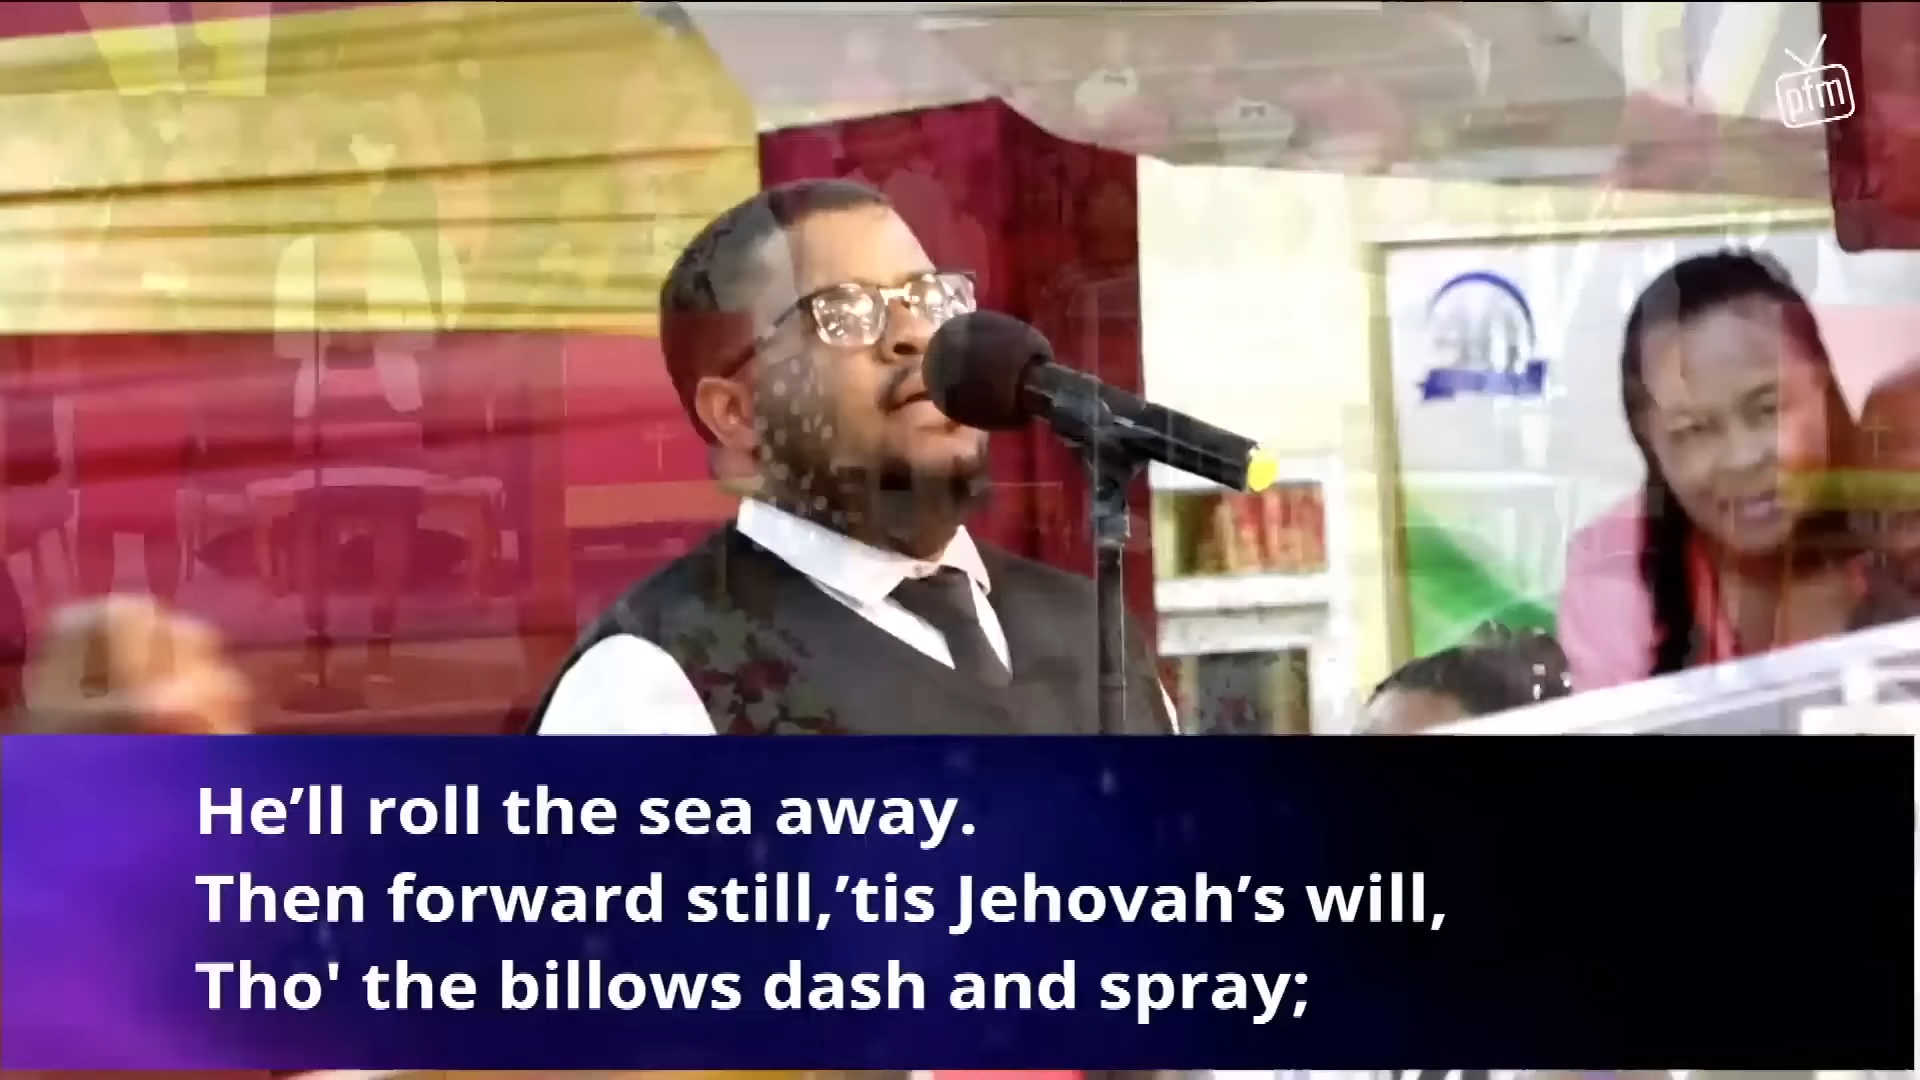 pfm
He’ll roll the sea away.
Then forward still,’tis Jehovah’s will,
Tho' the billows dash and spray;